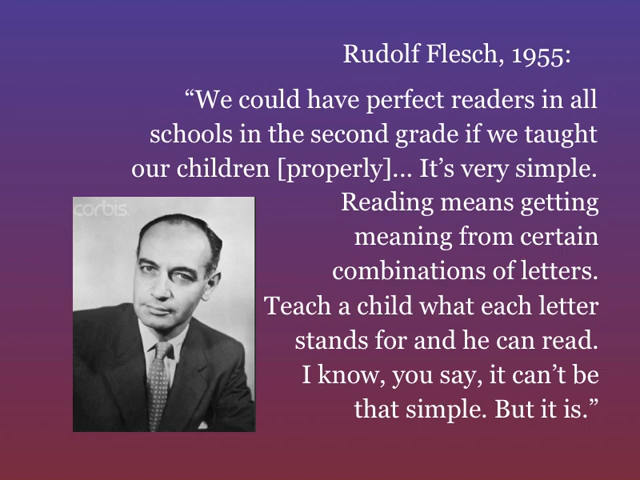 Rudolf Flesch, 1955:
“We could have perfect readers in all
schools in the second grade if we taught
our children [properly]... It’s very simple.
Reading means getting
meaning from certain
combinations of letters.
Teach a child what each letter
stands for and he can read.
I know, you say, it can’t be
that simple. But it is.”
corbis.